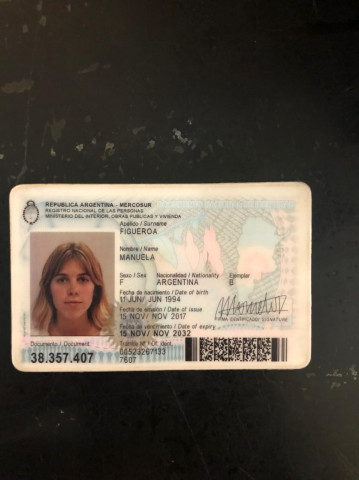 REPUBLICA ARGENTINA - MERCOSUR
REGISTRO NACIONAL DE LAS PERSONAS
MINISTERIO DEL INTERIOR, OBRAS PUBLICAS Y VIVIENDA
Apellido / Surname
FIGUEROA
Nombre / Name
MANUELA
Sexo / Sex Nacionalidad / Nationality Ejemplar
F ARGENTINA B
Fecha de nacimiento / Date of birth
11 JUN/ JUN 1994
Fecha de emisión / Date of issue
15 NOV/ NOV 2017
Fecha de vencimiento / Date of expiry
15 NOV/ NOV 2032
FIRMA IDENTIFICADO / SIGNATURE
Documento / Document
38.357.407
Trámite Nº / Of. ident.
00523267133
7607